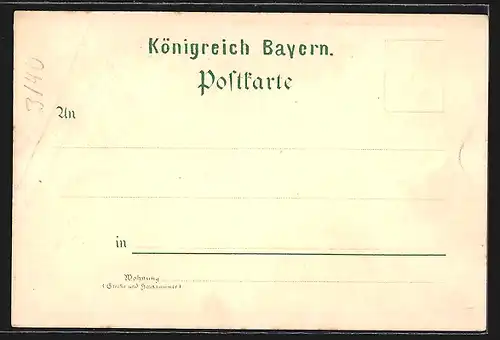 Königreich Bayern.
Postkarte
3/40
An
in
Wohnung
(Straße und Hausnummer)